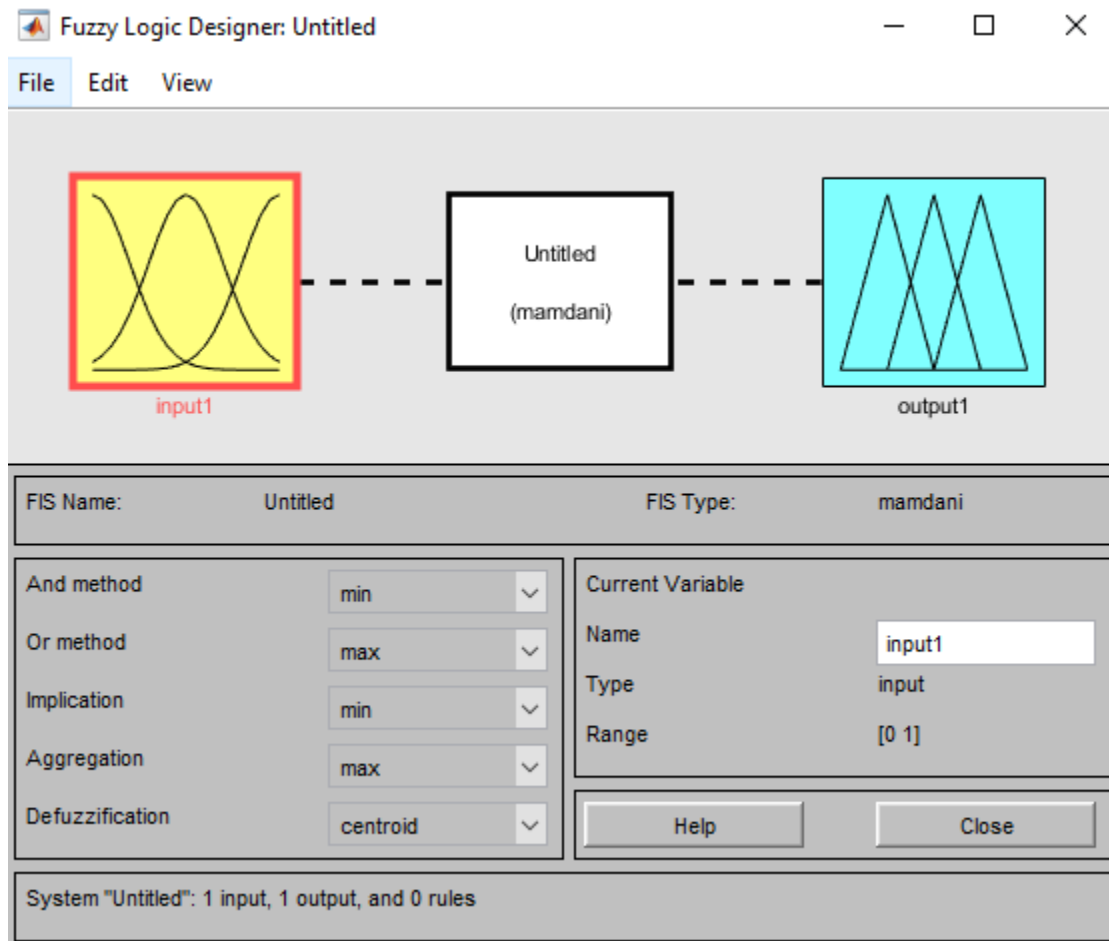 Fuzzy Logic Designer: Untitled
File Edit View
Untitled
(mamdani)
input1
output1
FIS Name: Untitled FIS Type: mamdani
And method min
Or method max
Implication min
Aggregation max
Defuzzification centroid
Current Variable
Name input1
Type input
Range [0 1]
Help Close
System "Untitled": 1 input, 1 output, and 0 rules